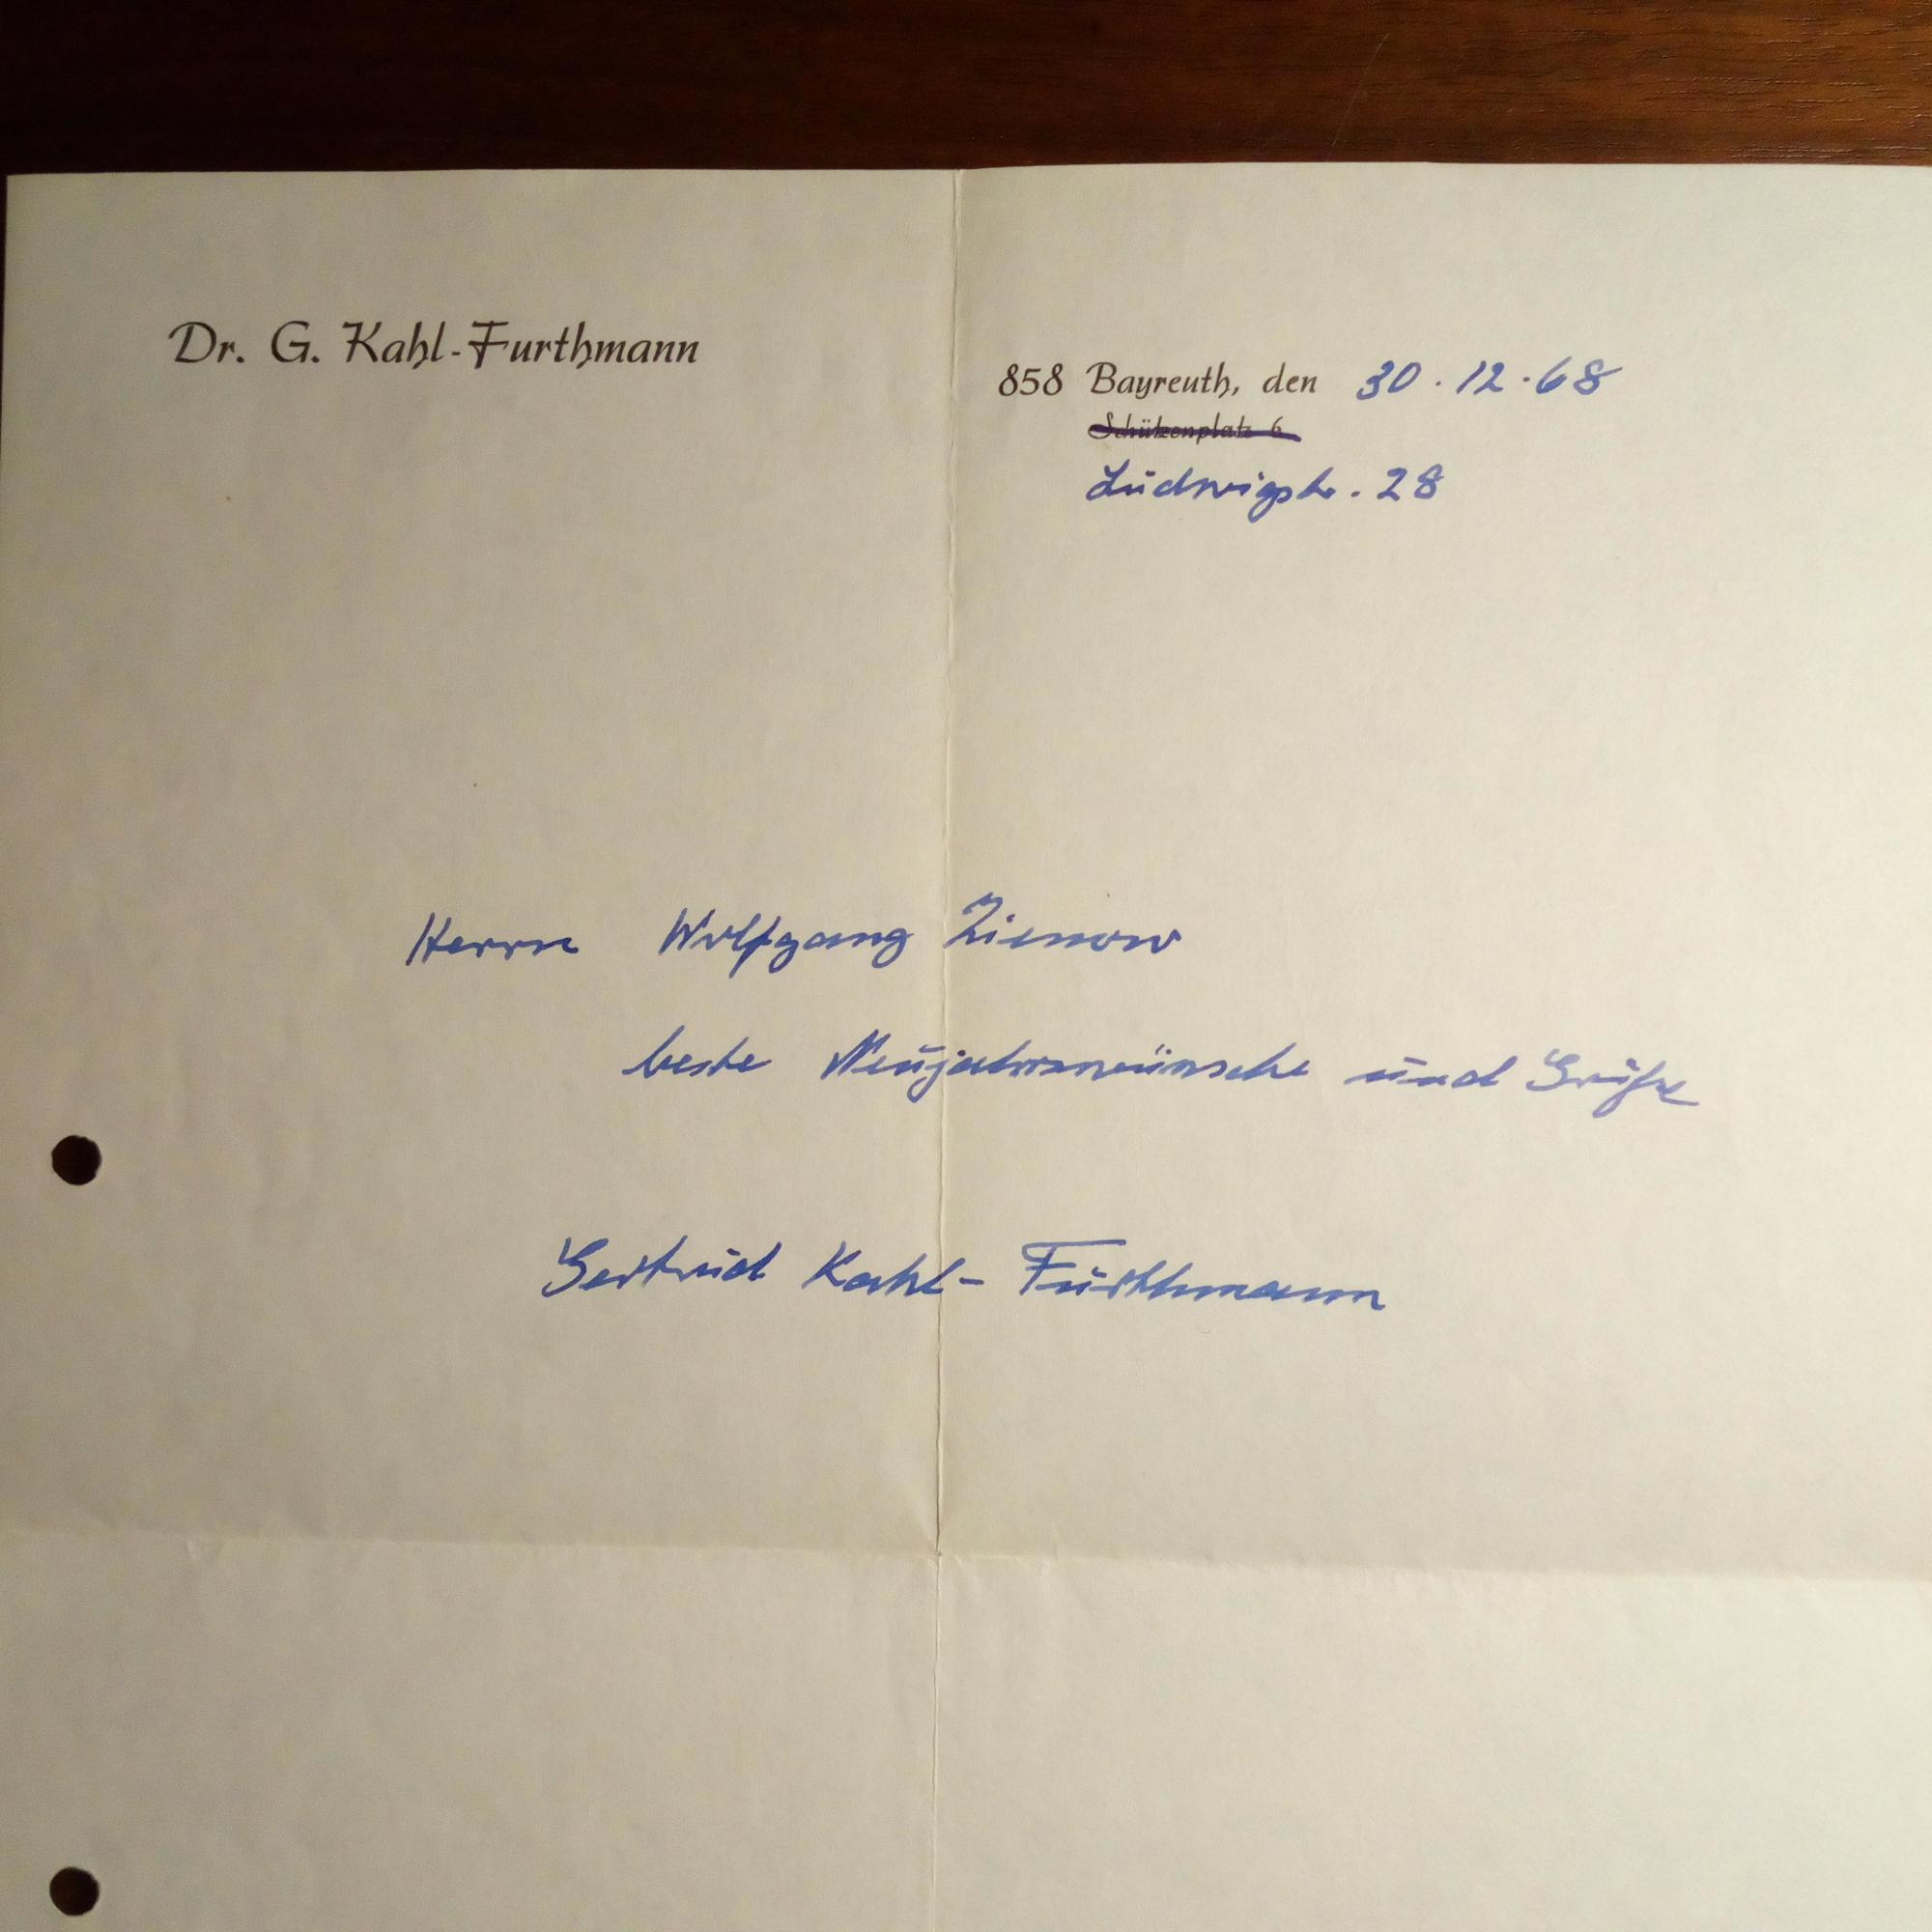 Dr. G. Kahl-Furthmann
858 Bayreuth, den 30.12.68
Schützenplatz 6
Ludwigstr. 28
Herrn Wolfgang Zienow
beste Neujahrswünsche und Grüße
Gertrud Kahl-Furthmann